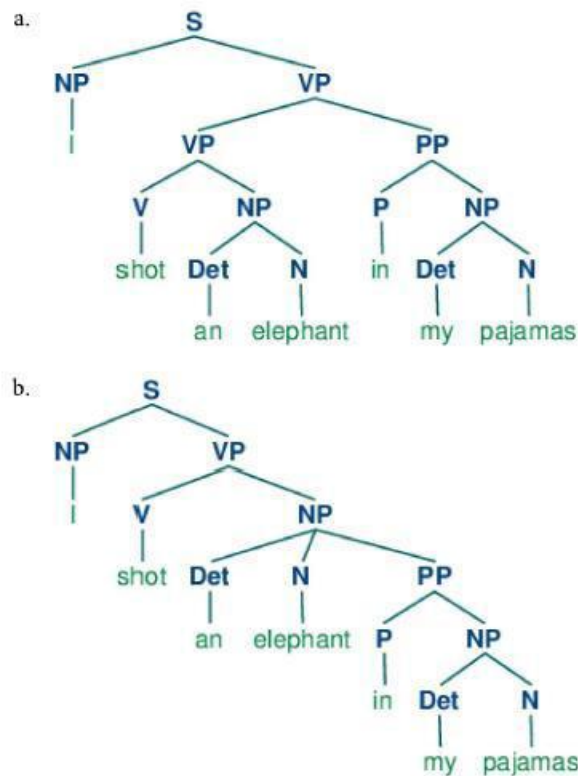 a.
S
NP VP
I VP PP
V NP P NP
shot Det N in Det N
an elephant my pajamas
b.
S
NP VP
I V NP
shot Det N PP
an elephant P NP
in Det N
my pajamas